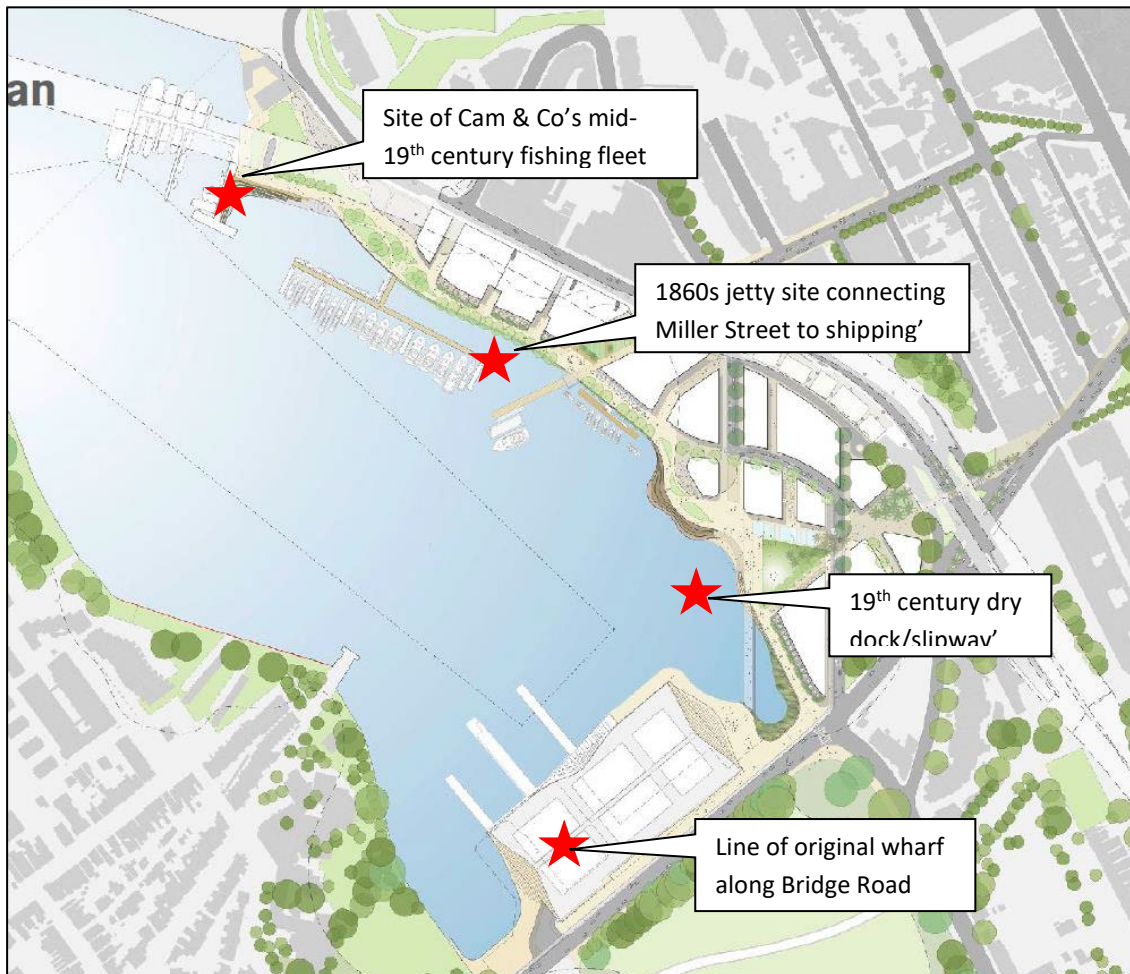 an
Site of Cam & Co's mid-
19th century fishing fleet
1860s jetty site connecting
Miller Street to shipping’
19th century dry
dock/slipway’
Line of original wharf
along Bridge Road